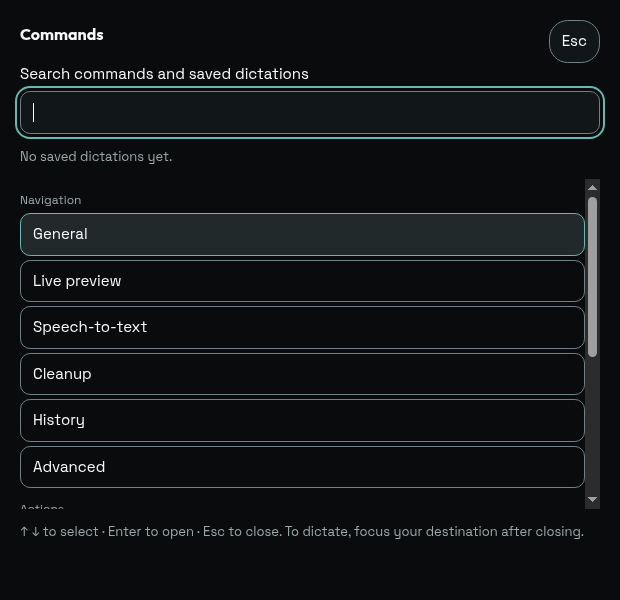 Commands
Esc
Search commands and saved dictations
No saved dictations yet.
Navigation
General
Live preview
Speech-to-text
Cleanup
History
Advanced
Actions
↑ ↓ to select · Enter to open · Esc to close. To dictate, focus your destination after closing.